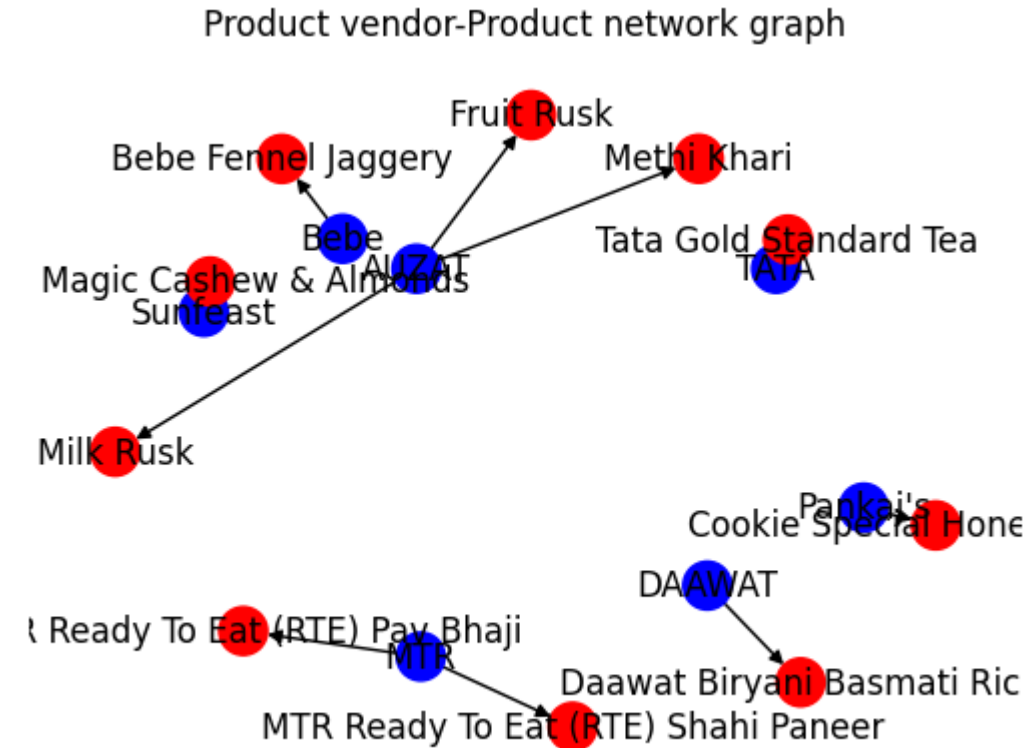 Product vendor-Product network graph
Fruit Rusk
Bebe Fennel Jaggery
Methi Khari
Bebe
Tata Gold Standard Tea
AUZAT
TATA
Magic Cashew & Almonds
Sunfeast
Milk Rusk
Pankaj's
Cookie Special Hone
DAAWAT
R Ready To Eat (RTE) Pav Bhaji
MTR
Daawat Biryani Basmati Ric
MTR Ready To Eat (RTE) Shahi Paneer